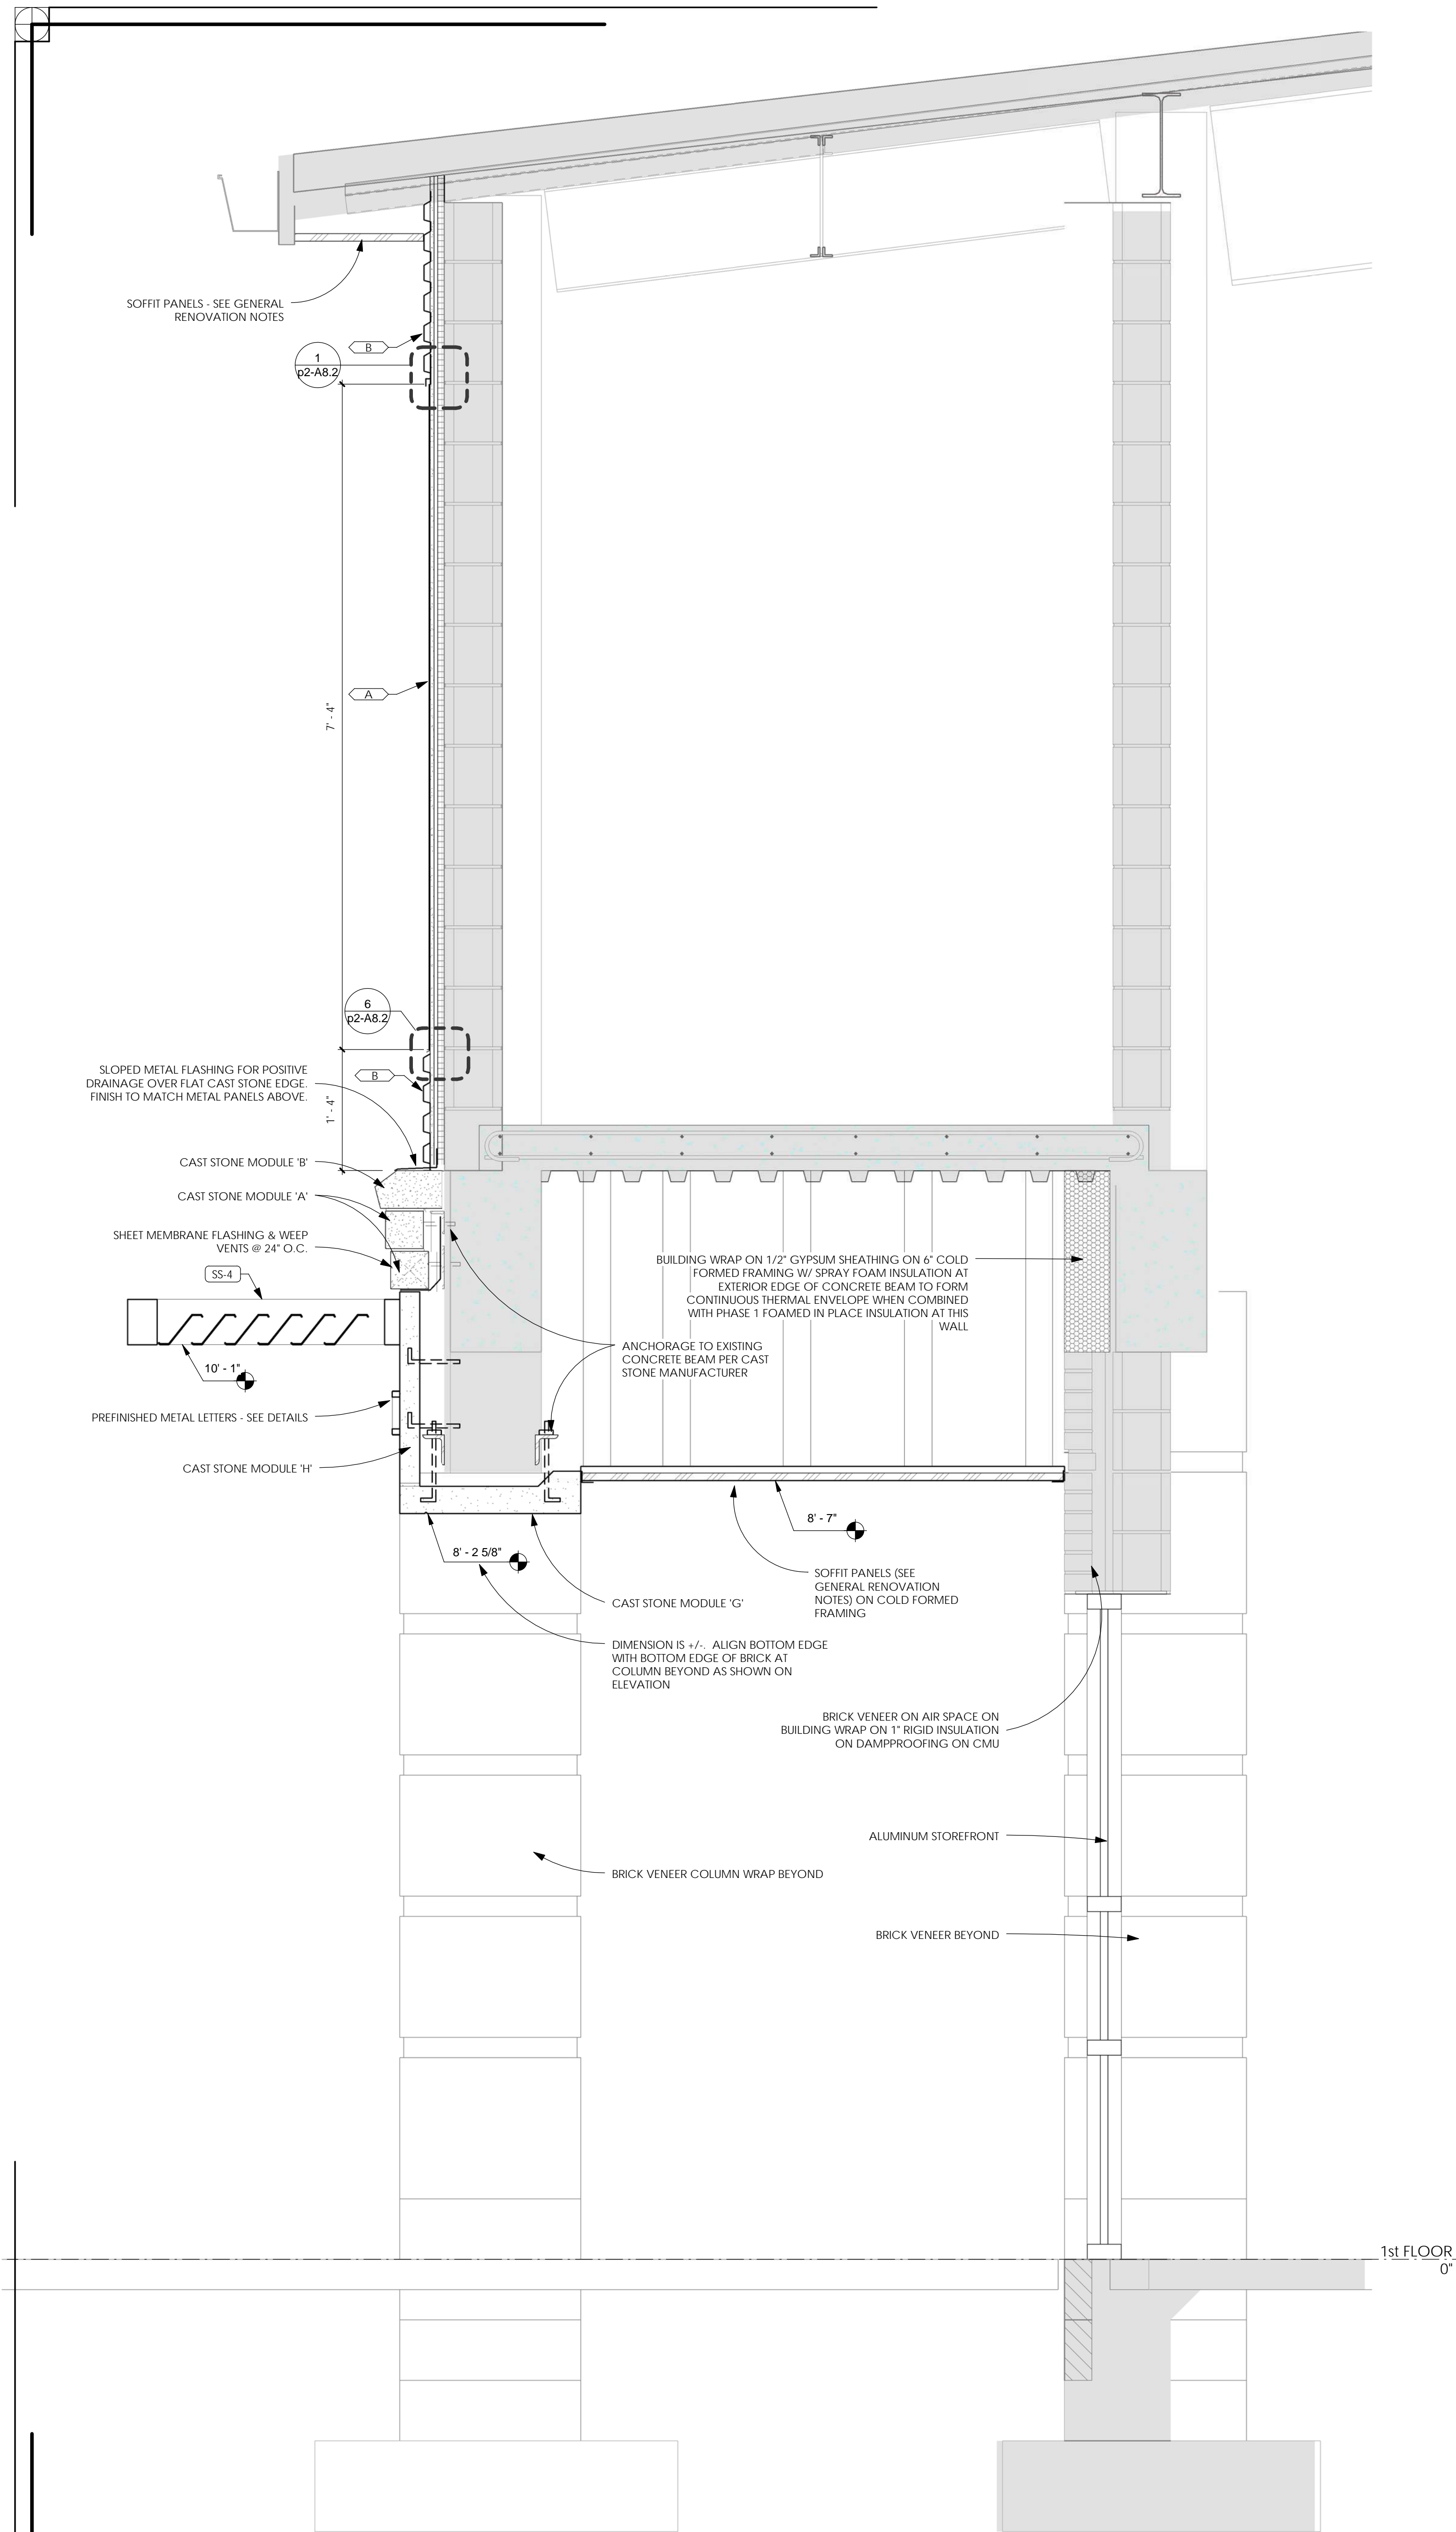 SOFFIT PANELS - SEE GENERAL
RENOVATION NOTES
B
1
p2-A8.2
A
7' - 4"
6
p2-A8.2
SLOPED METAL FLASHING FOR POSITIVE
DRAINAGE OVER FLAT CAST STONE EDGE.
FINISH TO MATCH METAL PANELS ABOVE.
B
1' - 4"
CAST STONE MODULE 'B'
CAST STONE MODULE 'A'
SHEET MEMBRANE FLASHING & WEEP
VENTS @ 24" O.C.
SS-4
BUILDING WRAP ON 1/2" GYPSUM SHEATHING ON 6" COLD
FORMED FRAMING W/ SPRAY FOAM INSULATION AT
EXTERIOR EDGE OF CONCRETE BEAM TO FORM
CONTINUOUS THERMAL ENVELOPE WHEN COMBINED
WITH PHASE 1 FOAMED IN PLACE INSULATION AT THIS
WALL
ANCHORAGE TO EXISTING
CONCRETE BEAM PER CAST
STONE MANUFACTURER
10' - 1"
PREFINISHED METAL LETTERS - SEE DETAILS
CAST STONE MODULE 'H'
8' - 7"
8' - 2 5/8"
SOFFIT PANELS (SEE
GENERAL RENOVATION
NOTES) ON COLD FORMED
FRAMING
CAST STONE MODULE 'G'
DIMENSION IS +/-.  ALIGN BOTTOM EDGE
WITH BOTTOM EDGE OF BRICK AT
COLUMN BEYOND AS SHOWN ON
ELEVATION
BRICK VENEER ON AIR SPACE ON
BUILDING WRAP ON 1" RIGID INSULATION
ON DAMPPROOFING ON CMU
ALUMINUM STOREFRONT
BRICK VENEER COLUMN WRAP BEYOND
BRICK VENEER BEYOND
1st FLOOR
0"